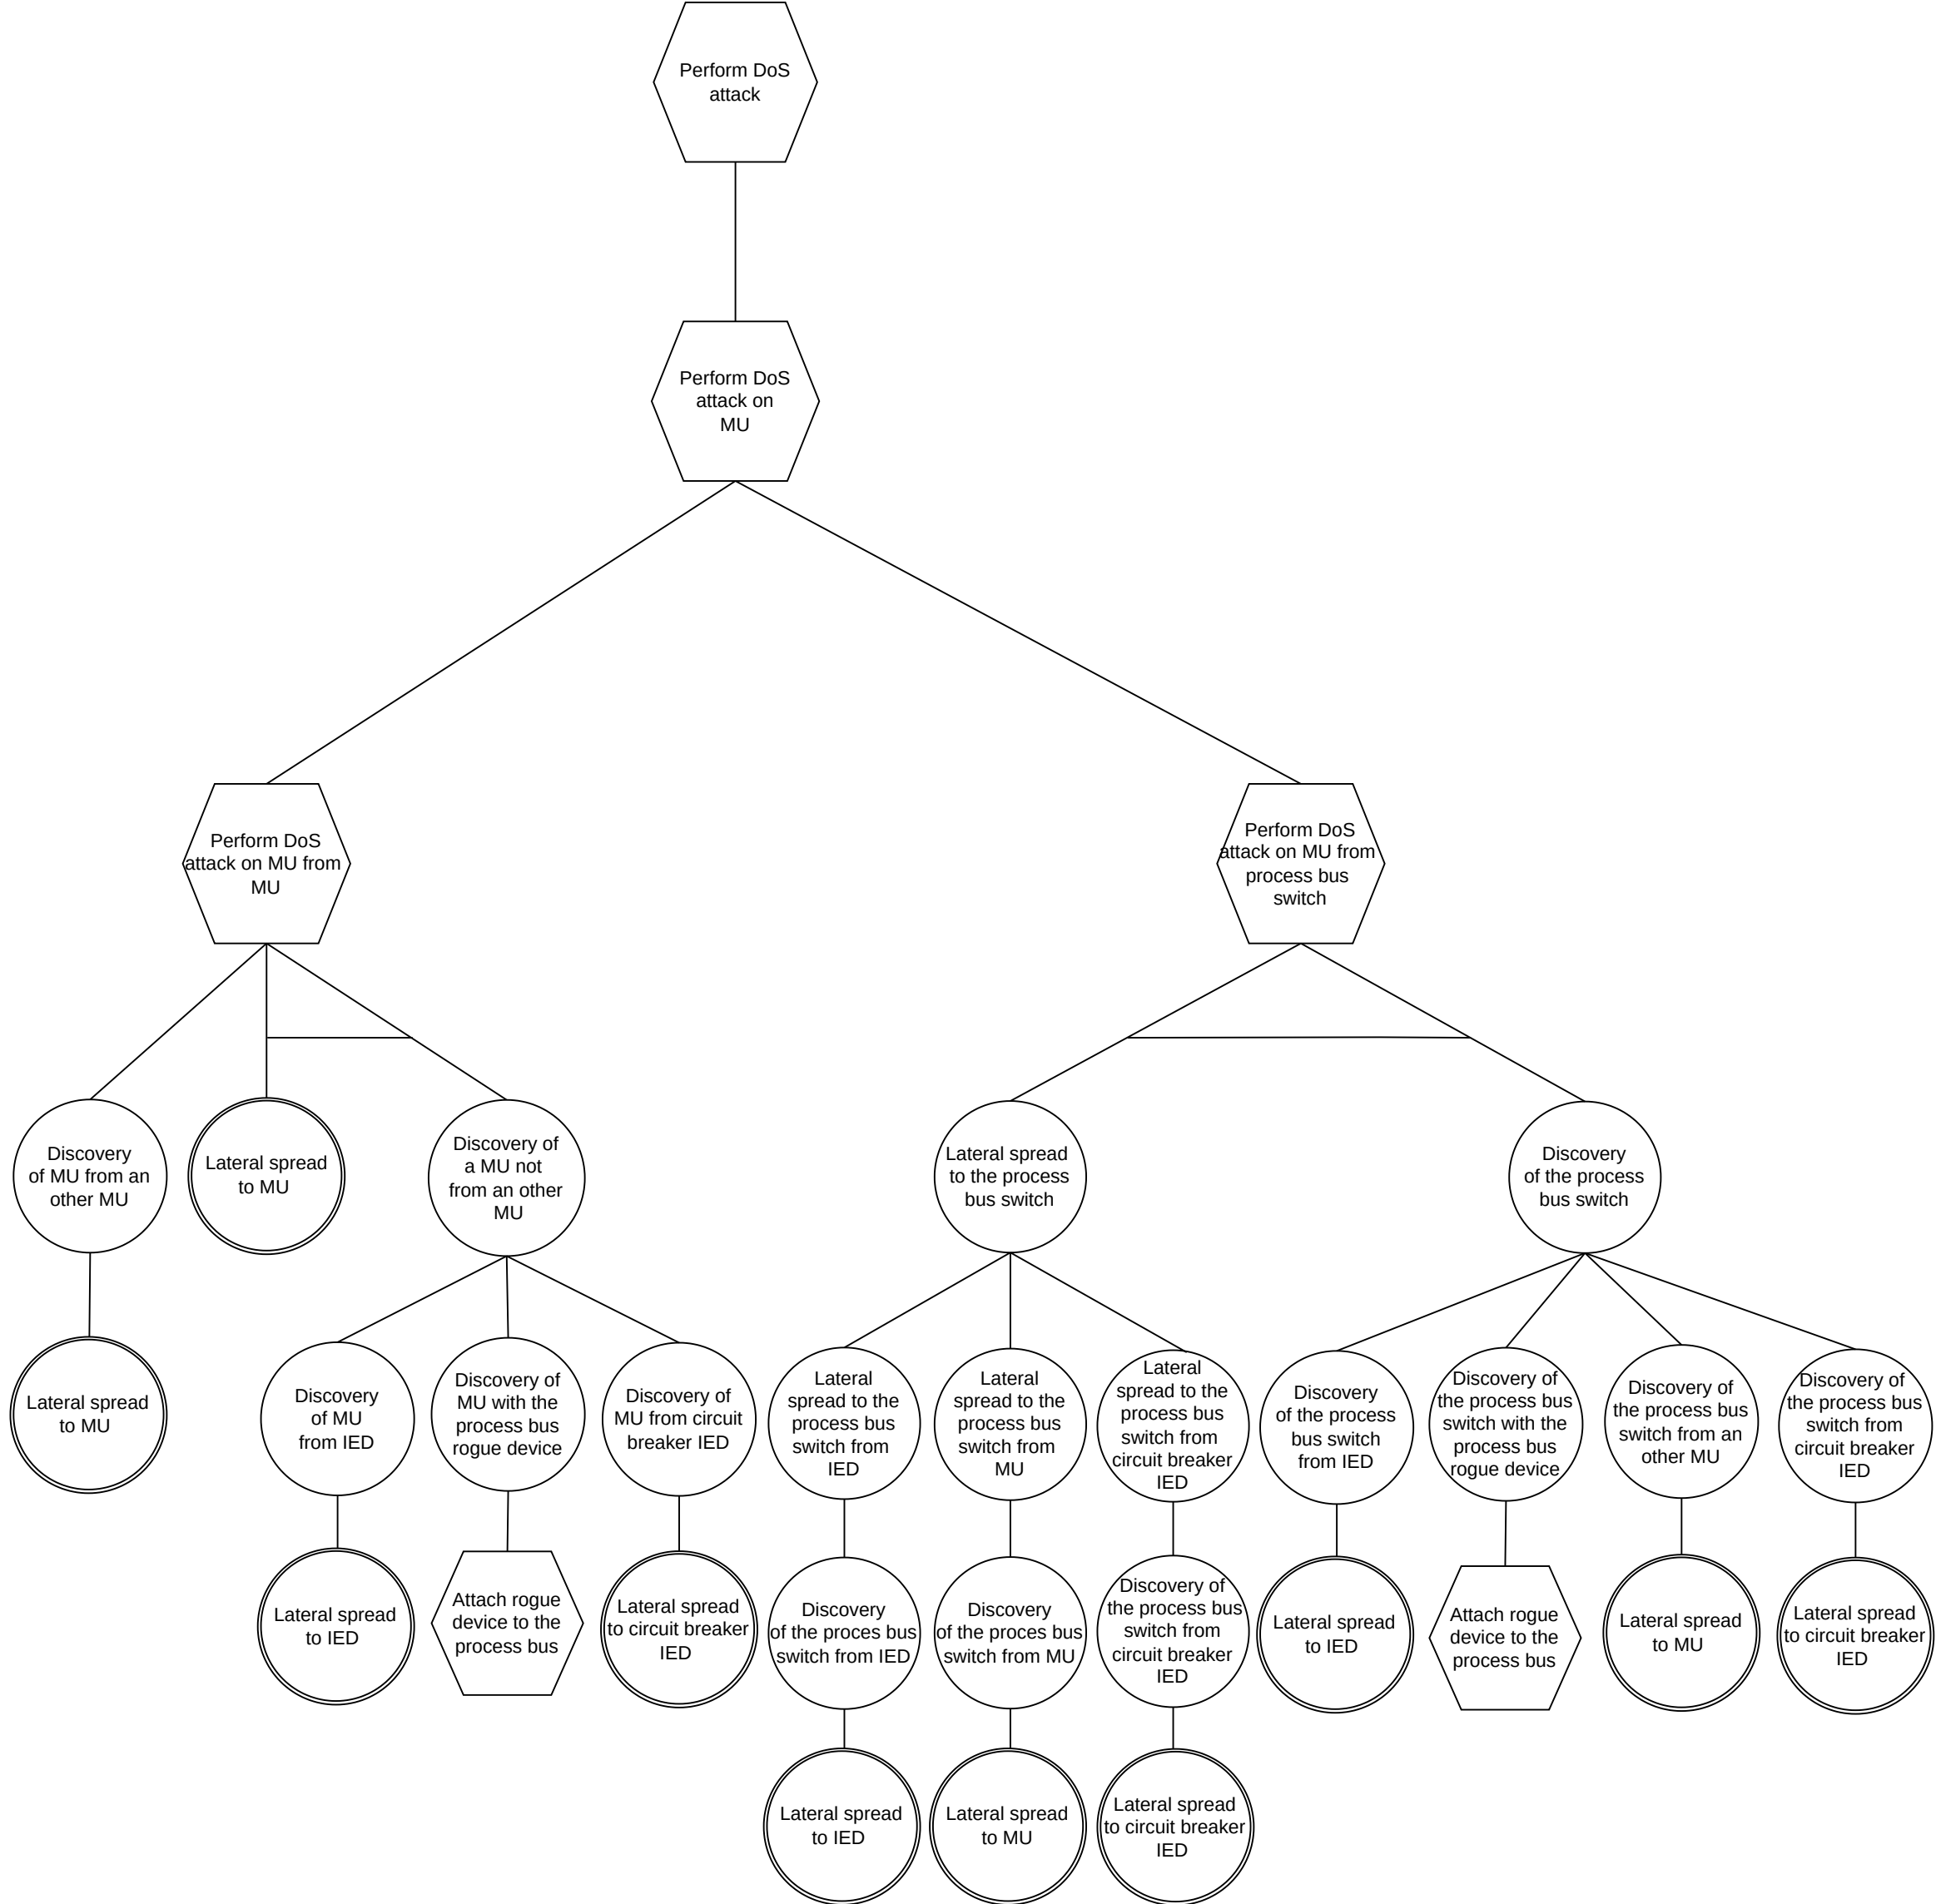 Perform DoS
attack
Perform DoS
attack on
MU
Perform DoS
attack on MU from
MU
Perform DoS
attack on MU from
process bus
switch
Discovery
of MU from an
other MU
Lateral spread
to MU
Discovery of
a MU not
from an other
MU
Lateral spread
to the process
bus switch
Discovery
of the process
bus switch
Lateral spread
to MU
Discovery
of MU
from IED
Discovery of
MU with the
process bus
rogue device
Discovery of
MU from circuit
breaker IED
Lateral
spread to the
process bus
switch from
IED
Lateral
spread to the
process bus
switch from
MU
Lateral
spread to the
process bus
switch from
circuit breaker
IED
Discovery
of the process
bus switch
from IED
Discovery of
the process bus
switch with the
process bus
rogue device
Discovery of
the process bus
switch from an
other MU
Discovery of
the process bus
switch from
circuit breaker
IED
Lateral spread
to IED
Attach rogue
device to the
process bus
Lateral spread
to circuit breaker
IED
Discovery
of the proces bus
switch from IED
Discovery
of the proces bus
switch from MU
Discovery of
the process bus
switch from
circuit breaker
IED
Lateral spread
to IED
Attach rogue
device to the
process bus
Lateral spread
to MU
Lateral spread
to circuit breaker
IED
Lateral spread
to IED
Lateral spread
to MU
Lateral spread
to circuit breaker
IED